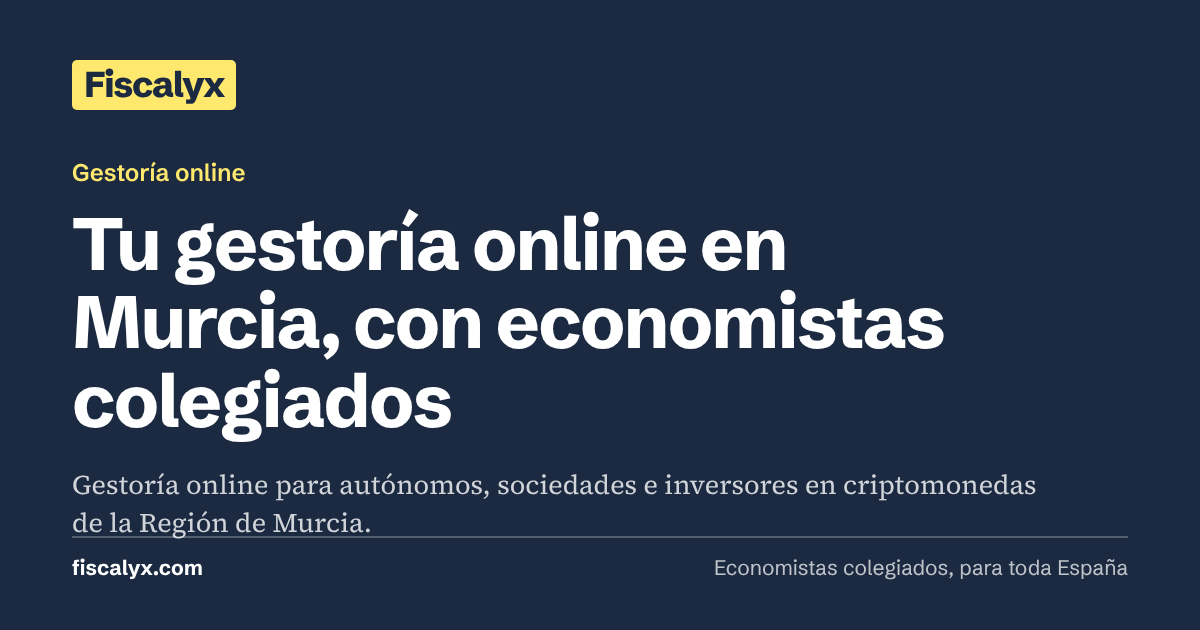 Fiscalyx
Gestoría online
Tu gestoría online en
Murcia, con economistas
colegiados
Gestoría online para autónomos, sociedades e inversores en criptomonedas
de la Región de Murcia.
fiscalyx.com
Economistas colegiados, para toda España